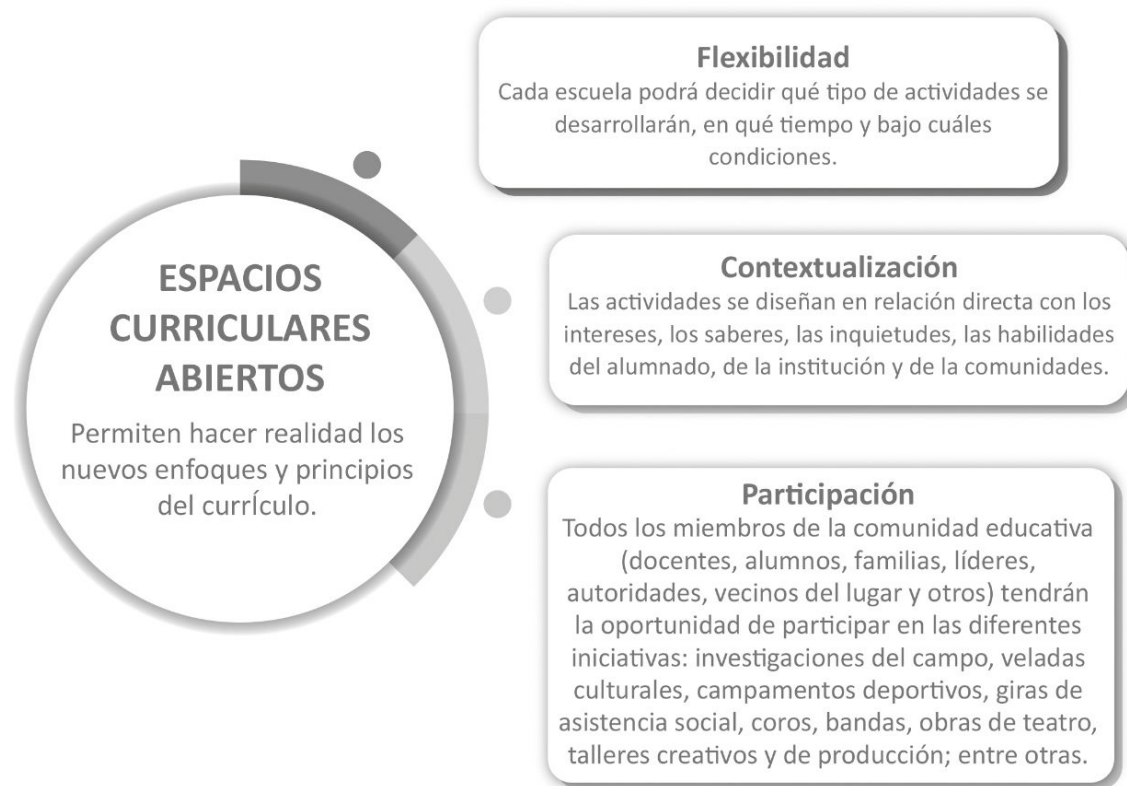 ESPACIOS
CURRICULARES
ABIERTOS
Permiten hacer realidad los
nuevos enfoques y principios
del currÍculo.
Flexibilidad
Cada escuela podrá decidir qué tipo de actividades se
desarrollarán, en qué tiempo y bajo cuáles
condiciones.
Contextualización
Las actividades se diseñan en relación directa con los
intereses, los saberes, las inquietudes, las habilidades
del alumnado, de la institución y de la comunidades.
Participación
Todos los miembros de la comunidad educativa
(docentes, alumnos, familias, líderes,
autoridades, vecinos del lugar y otros) tendrán
la oportunidad de participar en las diferentes
iniciativas: investigaciones del campo, veladas
culturales, campamentos deportivos, giras de
asistencia social, coros, bandas, obras de teatro,
talleres creativos y de producción; entre otras.